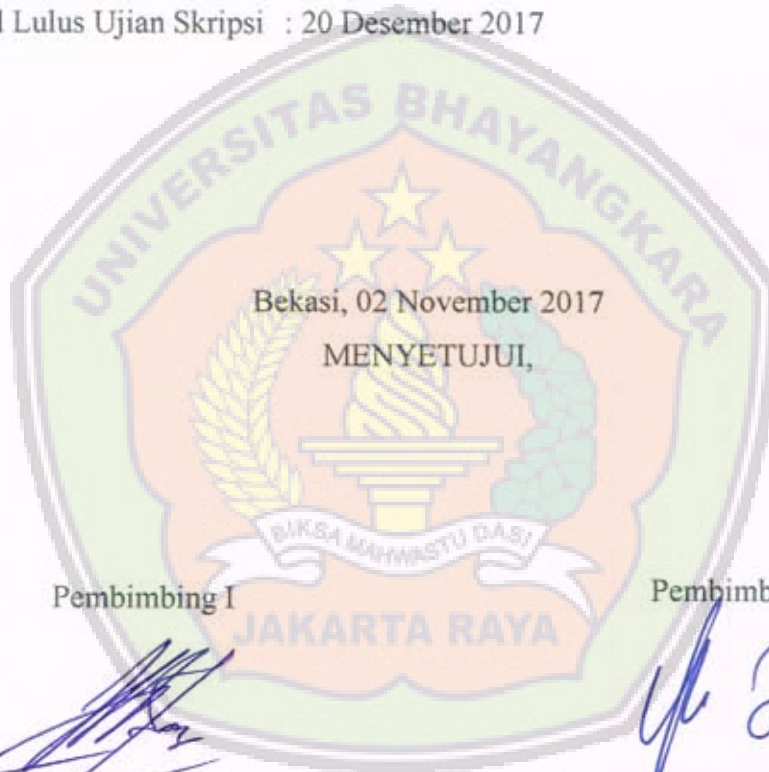 Lulus Ujian Skripsi : 20 Desember 2017
UNIVERSITAS BHAYANGKARA
Bekasi, 02 November 2017
MENYETUJUI,
BIKSA MAHWASTU DASI
Pembimbing I
JAKARTA RAYA